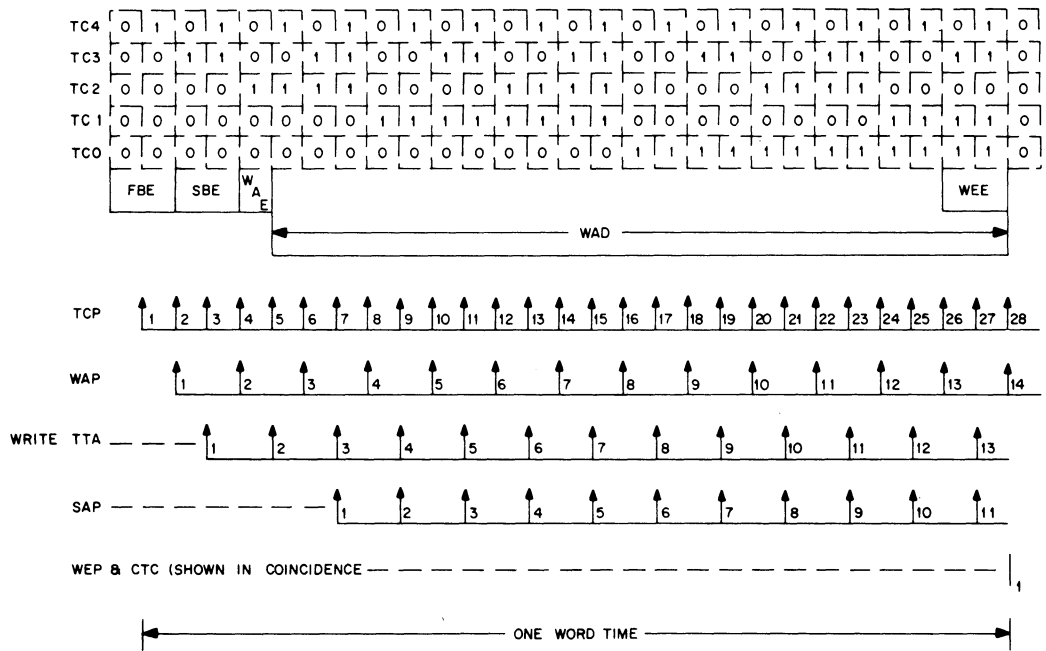 TC4 0 1 0 1 0 1 0 1 0 1 0 1 0 1 0 1 0 1 0 1 0 1 0 1 0 1 0 1 0
TC3 0 0 1 1 0 0 1 1 0 0 1 1 0 0 1 1 0 0 1 1 0 0 1 1 0 0 1 1 0
TC2 0 0 0 0 1 1 1 1 0 0 0 0 1 1 1 1 0 0 0 0 1 1 1 1 0 0 0 0 0
TC1 0 0 0 0 0 0 0 0 1 1 1 1 1 1 1 1 0 0 0 0 0 0 0 0 1 1 1 1 0
TC0 0 0 0 0 0 0 0 0 0 0 0 0 0 0 0 0 1 1 1 1 1 1 1 1 1 1 1 1 0
FBE SBE WAE WEE
WAD
TCP 1 2 3 4 5 6 7 8 9 10 11 12 13 14 15 16 17 18 19 20 21 22 23 24 25 26 27 28
WAP 1 2 3 4 5 6 7 8 9 10 11 12 13 14
WRITE TTA 1 2 3 4 5 6 7 8 9 10 11 12 13
SAP 1 2 3 4 5 6 7 8 9 10 11
WEP & CTC (SHOWN IN COINCIDENCE 1
ONE WORD TIME